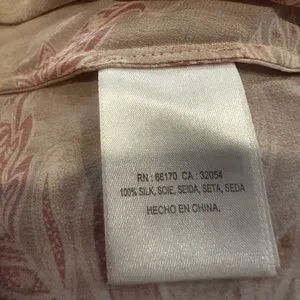 RN : 66170 CA : 32054
100% SILK, SOIE, SEIDA, SETA, SEDA
HECHO EN CHINA,